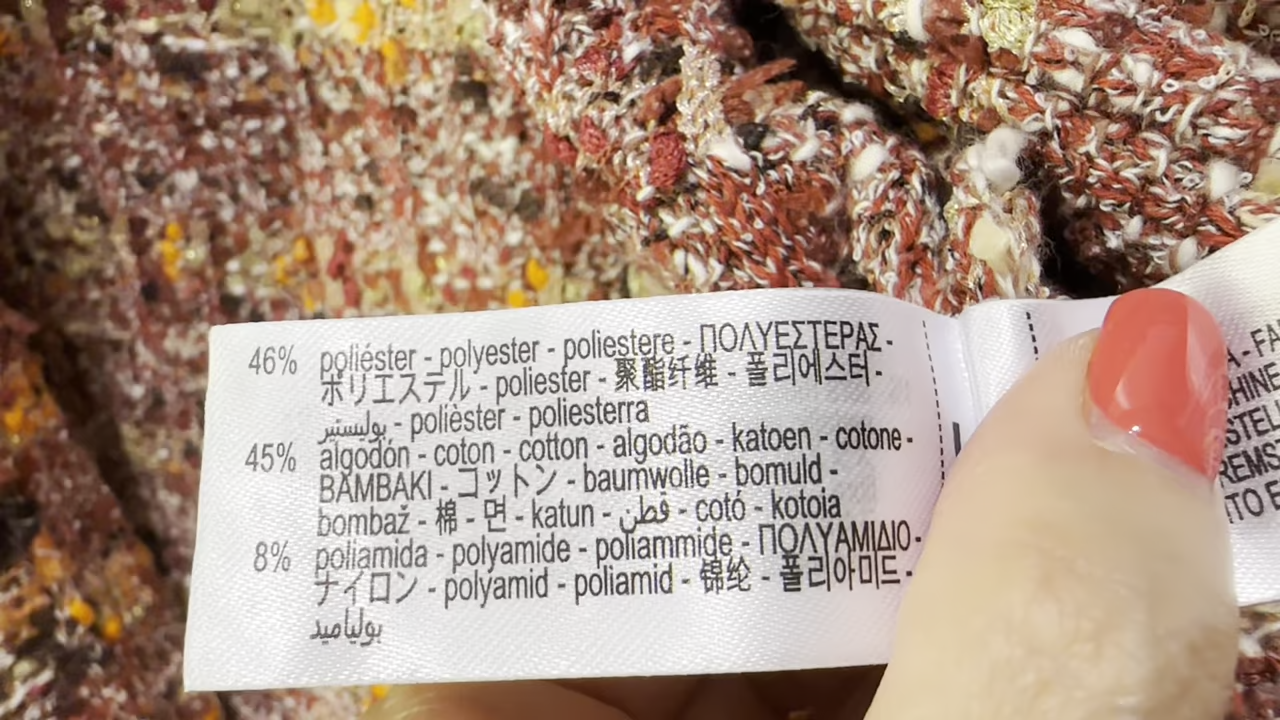 46% poliéster - polyester - poliestere - ΠΟΛΥΕΣΤΕΡΑΣ -
ポリエステル - poliester - 聚酯纤维 - 폴리에스터 -
بوليستير - polièster - poliesterra
45% algodón - coton - cotton - algodão - katoen - cotone -
BAMBAKI - コットン - baumwolle - bomuld -
bombaž - 棉 - 면 - katun - قطن - cotó - kotoia
8% poliamida - polyamide - poliammide - ΠΟΛΥΑΜΙΔΙΟ -
ナイロン - polyamid - poliamid - 锦纶 - 폴리아미드 -
بولياميد